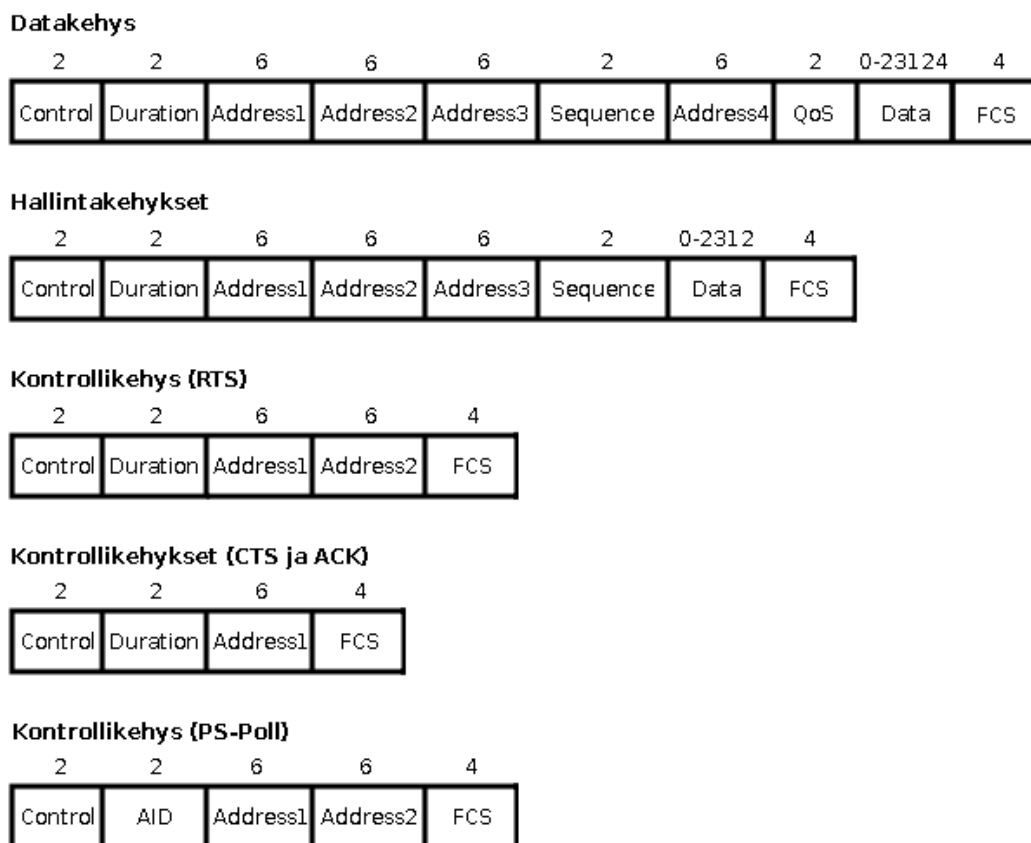 Datakehys
2 2 6 6 6 2 6 2 0-23124 4
Control Duration Address1 Address2 Address3 Sequence Address4 QoS Data FCS
Hallintakehykset
2 2 6 6 6 2 0-2312 4
Control Duration Address1 Address2 Address3 Sequence Data FCS
Kontrollikehys (RTS)
2 2 6 6 4
Control Duration Address1 Address2 FCS
Kontrollikehykset (CTS ja ACK)
2 2 6 4
Control Duration Address1 FCS
Kontrollikehys (PS-Poll)
2 2 6 6 4
Control AID Address1 Address2 FCS